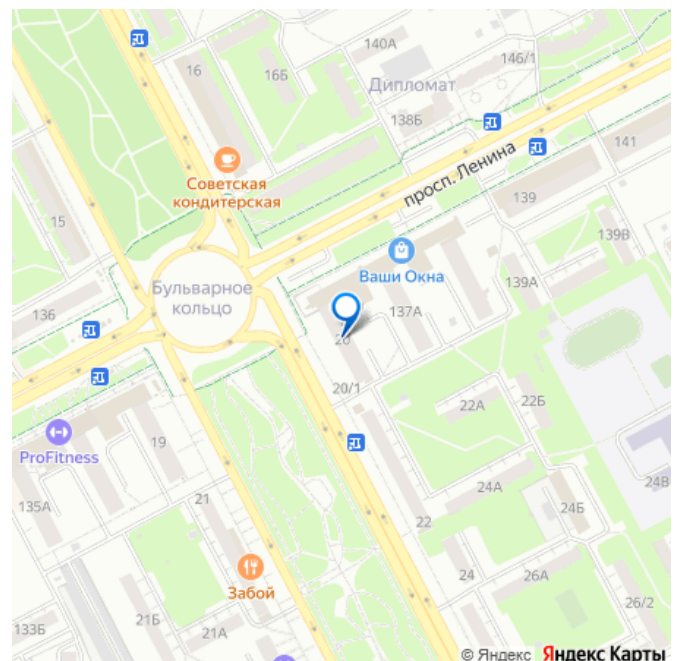 140А
146/1
16
16Б
Дипломат
138Б
141
просп. Ленина
Советская
кондитерская
139
15
139В
Ваши Окна
139А
Бульварное
кольцо
136
137А
20
20/1
22А
22Б
19
ProFitness
24В
135А
21
24А
24Б
22
Забой
24
26А
26/2
21Б
21А
133Б
© Яндекс Яндекс Карты